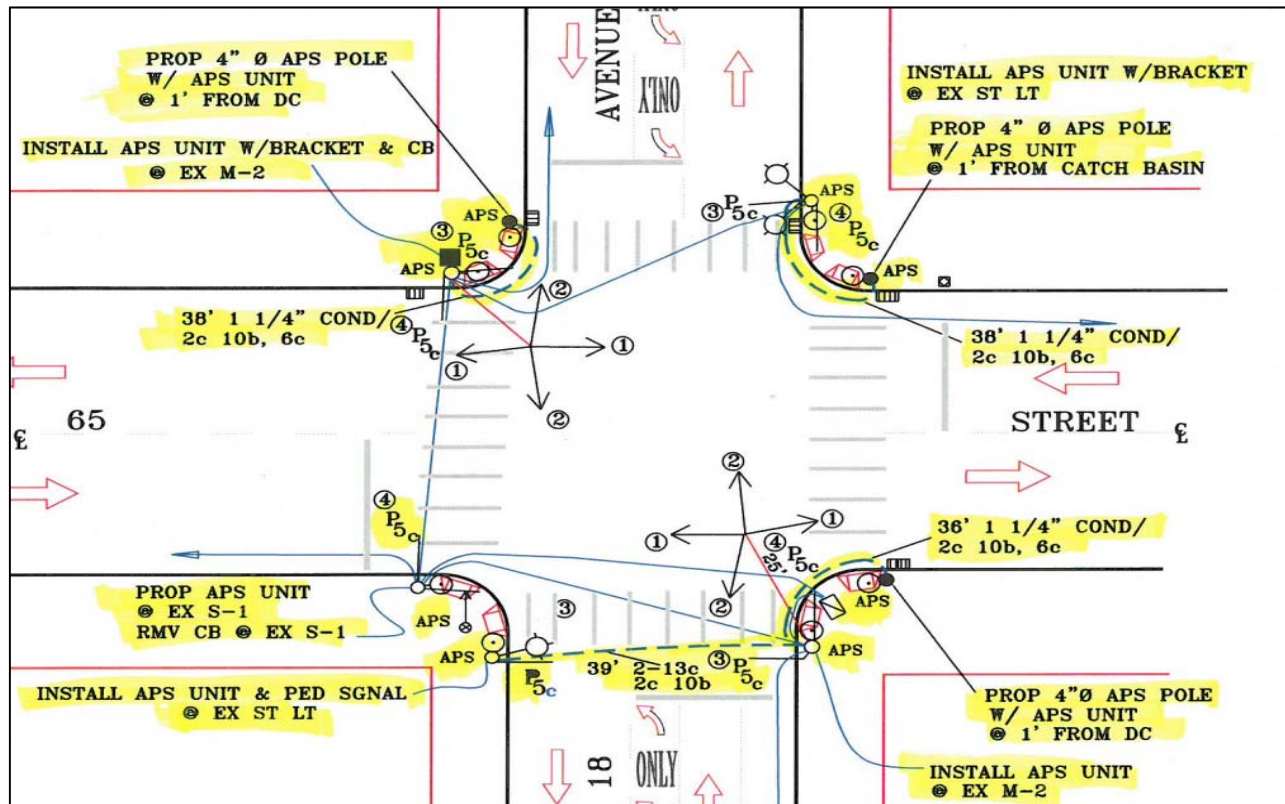 AVENUE
ONLY
ONLY
PROP 4" Ø APS POLE
W/ APS UNIT
@ 1' FROM DC
INSTALL APS UNIT W/BRACKET & CB
@ EX M-2
INSTALL APS UNIT W/BRACKET
@ EX ST LT
PROP 4" Ø APS POLE
W/ APS UNIT
@ 1' FROM CATCH BASIN
APS
③
P5c
APS
③P5c
APS
④
P5c
APS
38' 1 1/4" COND/
2c 10b, 6c
④
P5c
②
①
①
②
38' 1 1/4" COND/
2c 10b, 6c
65
℄
STREET
℄
④
P5c
②
①
①
②
25'
④
P5c
36' 1 1/4" COND/
2c 10b, 6c
PROP APS UNIT
@ EX S-1
RMV CB @ EX S-1
APS
③
APS
APS
APS
P5c
39' 2-13c
2c 10b
③P5c
INSTALL APS UNIT & PED SGNAL
@ EX ST LT
PROP 4"Ø APS POLE
W/ APS UNIT
@ 1' FROM DC
18
ONLY
INSTALL APS UNIT
@ EX M-2